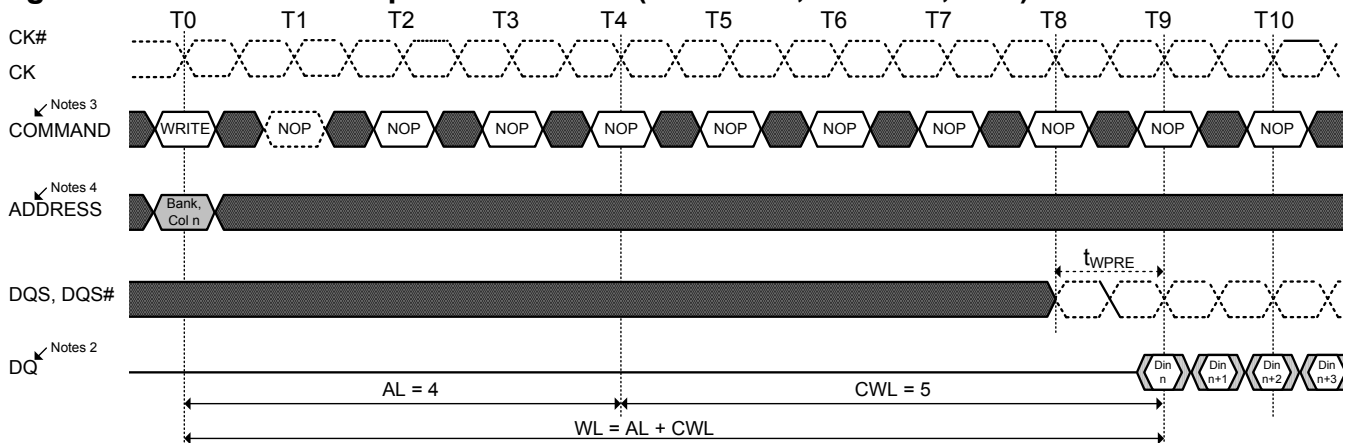 T0 T1 T2 T3 T4 T5 T6 T7 T8 T9 T10
CK#
CK
Notes 3
COMMAND WRITE NOP NOP NOP NOP NOP NOP NOP NOP NOP NOP
Notes 4
ADDRESS
Bank,
Col n
tWPRE
DQS, DQS#
Notes 2
DQ
Din n Din n+1 Din n+2 Din n+3
AL = 4 CWL = 5
WL = AL + CWL